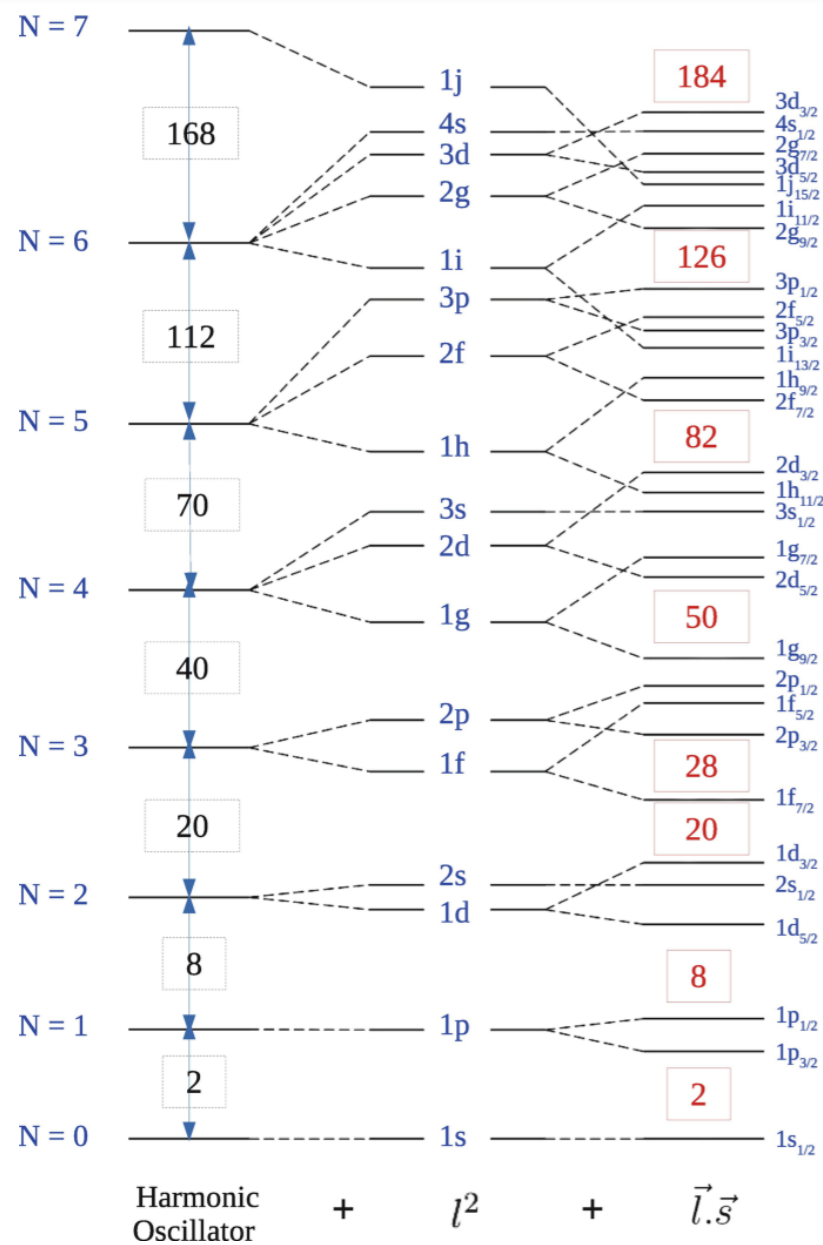 N = 7
168
N = 6
112
N = 5
70
N = 4
40
N = 3
20
N = 2
8
N = 1
2
N = 0
1j
4s
3d
2g
1i
3p
2f
1h
3s
2d
1g
2p
1f
2s
1d
1p
1s
184
3d3/2
4s1/2
2g7/2
3d5/2
1j15/2
1i11/2
2g9/2
126
3p1/2
2f5/2
3p3/2
1i13/2
1h9/2
2f7/2
82
2d3/2
1h11/2
3s1/2
1g7/2
2d5/2
50
1g9/2
2p1/2
1f5/2
2p3/2
28
1f7/2
20
1d3/2
2s1/2
1d5/2
8
1p1/2
1p3/2
2
1s1/2
Harmonic
Oscillator + l² + l⃗.s⃗